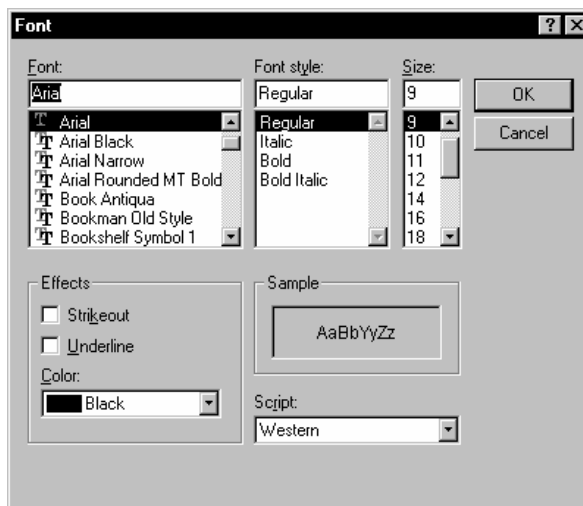 Font
Font: Font style: Size:
Arial Regular 9 OK
Arial Regular 9 Cancel
Arial Black Italic 10
Arial Narrow Bold 11
Arial Rounded MT Bold Bold Italic 12
Book Antiqua 14
Bookman Old Style 16
Bookshelf Symbol 1 18
Effects Sample
Strikeout
AaBbYyZz
Underline
Color:
Black
Script:
Western